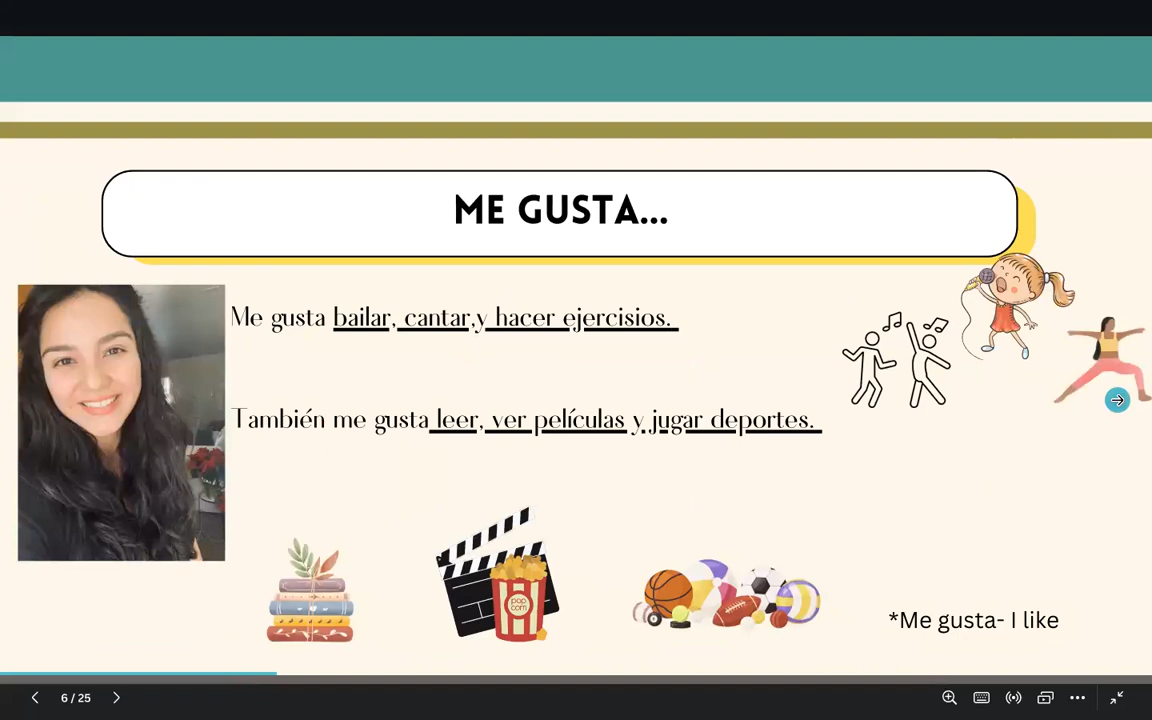 ME GUSTA...
Me gusta bailar, cantar,y hacer ejercisios.
También me gusta leer, ver películas y jugar deportes.
pop corn
*Me gusta- I like
6 / 25